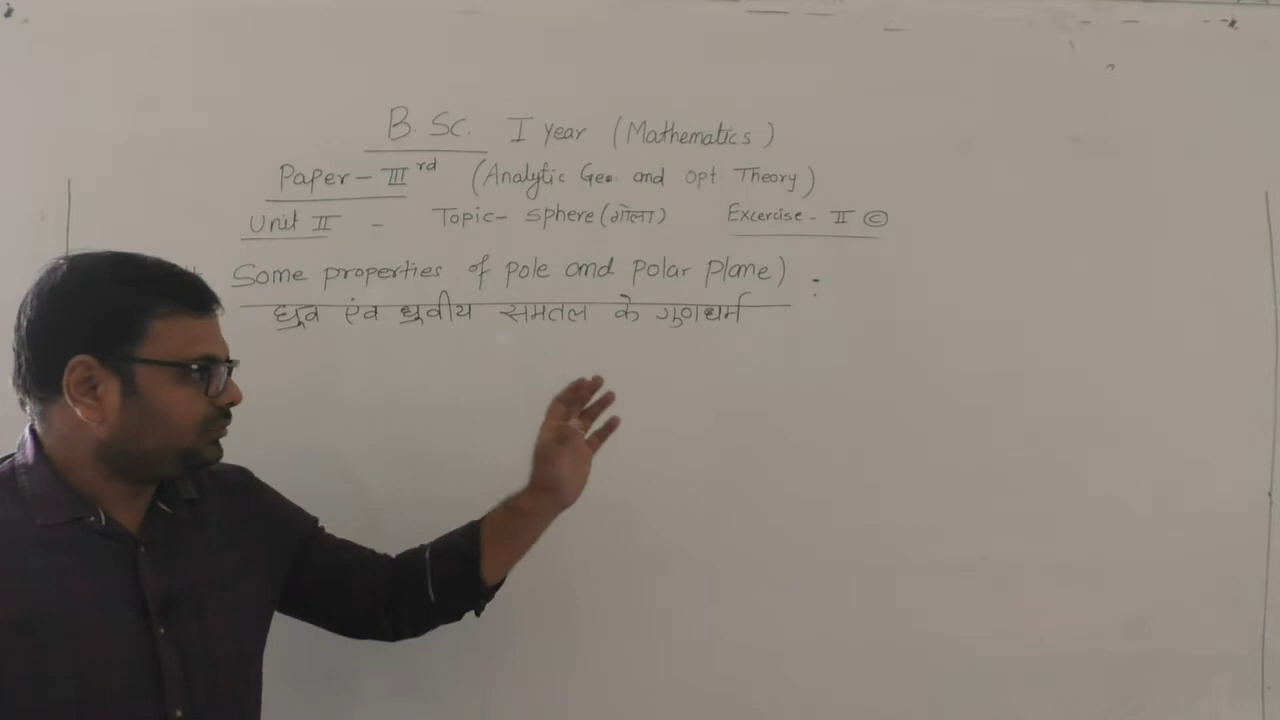 B. Sc. I year (Mathematics)
Paper - III rd (Analytic Geo. and opt Theory)
Unit II - Topic- sphere (गोला) Excercise - II ©
Some properties of pole and polar plane) :
ध्रुव एंव ध्रुवीय समतल के गुणधर्म